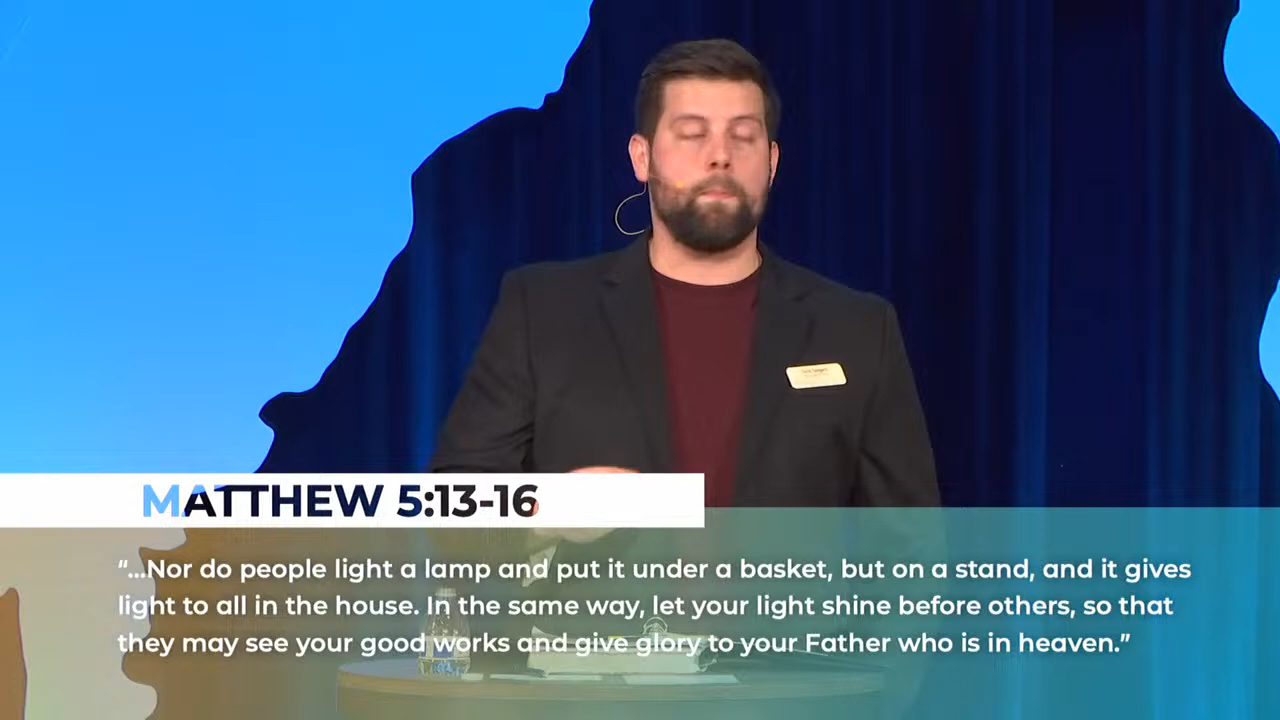 MATTHEW 5:13-16
“...Nor do people light a lamp and put it under a basket, but on a stand, and it gives
light to all in the house. In the same way, let your light shine before others, so that
they may see your good works and give glory to your Father who is in heaven.”